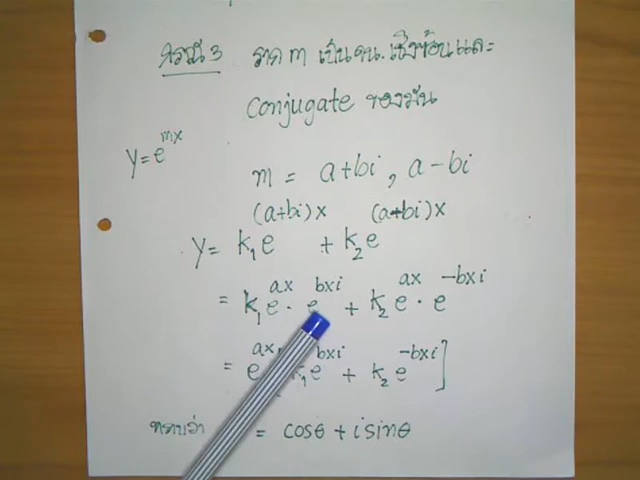 กรณี 3 ราก m เป็นจน. เชิงซ้อนและ
Conjugate ของมัน
y = e^{mx}
m = a+bi, a-bi
y = k₁e^{(a+bi)x} + k₂e^{(a-bi)x}
= k₁e^{ax} · e^{bxi} + k₂e^{ax} · e^{-bxi}
= e^{ax} k₁e^{bxi} + k₂e^{-bxi}]
ทราบว่า = cosθ + i sinθ